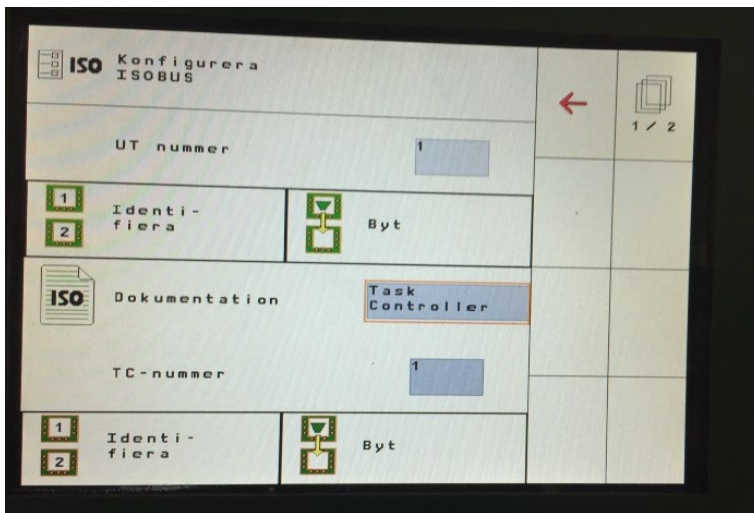 ISO Konfigurera
ISOBUS
1 / 2
UT nummer
1
1
2
Identi-
fiera
Byt
ISO
Dokumentation
Task
Controller
TC-nummer
1
1
2
Identi-
fiera
Byt